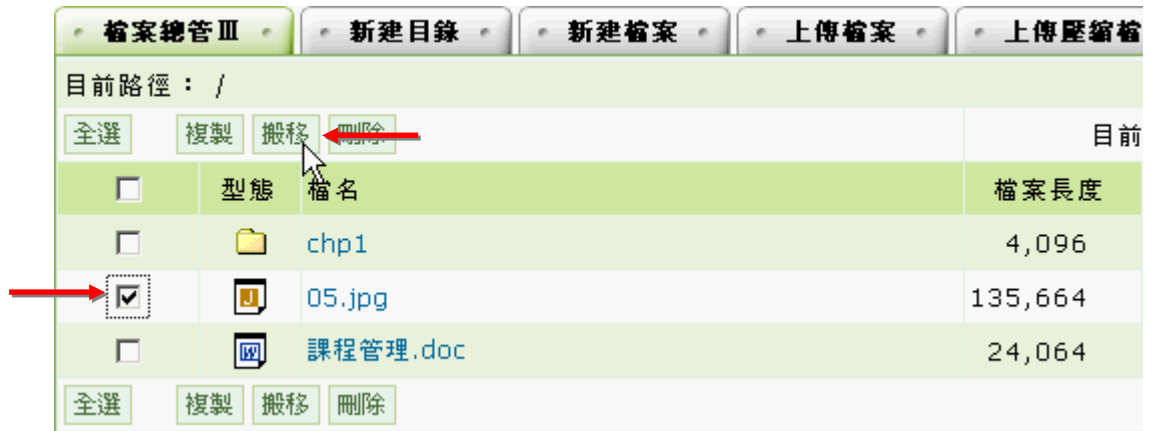 檔案總管Ⅲ 新建目錄 新建檔案 上傳檔案 上傳壓縮檔
目前路徑： /
全選 複製 搬移 刪除 目前
型態 檔名 檔案長度
chp1 4,096
05.jpg 135,664
課程管理.doc 24,064
全選 複製 搬移 刪除